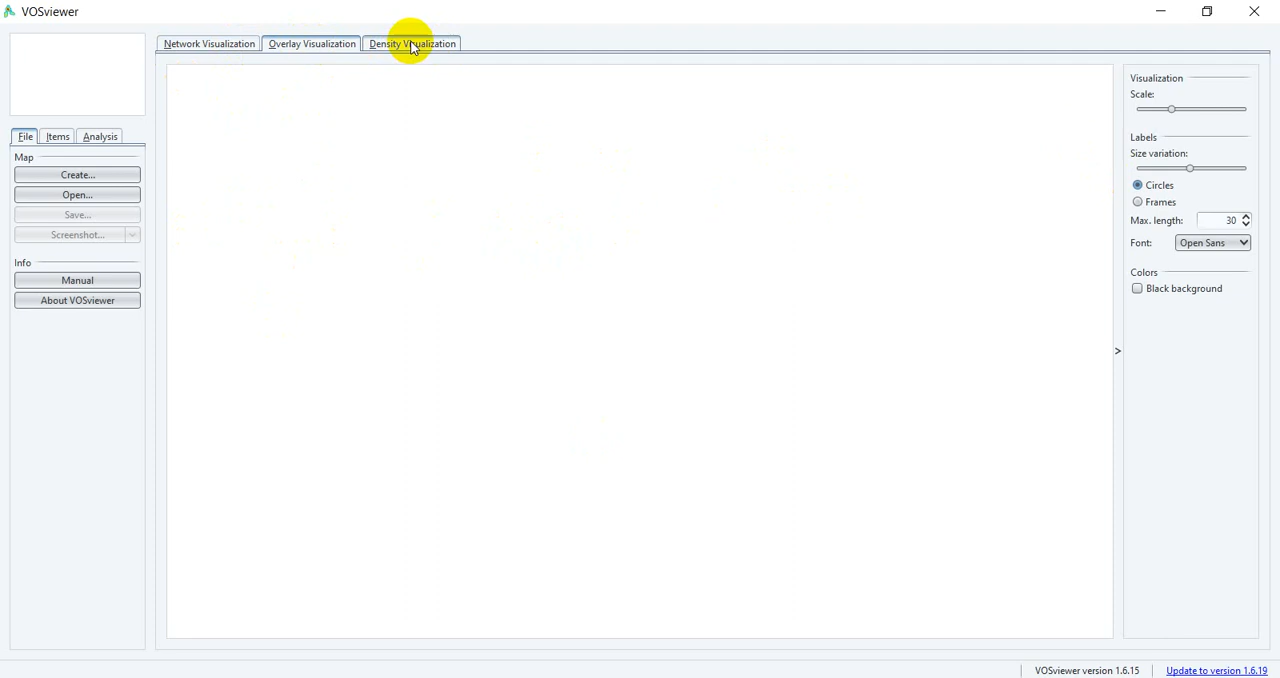 VOSviewer
Network Visualization Overlay Visualization Density Visualization
File Items Analysis
Map
Create...
Open...
Save...
Screenshot...
Info
Manual
About VOSviewer
>
Visualization
Scale:
Labels
Size variation:
Circles
Frames
Max. length: 30
Font: Open Sans
Colors
Black background
VOSviewer version 1.6.15 Update to version 1.6.19